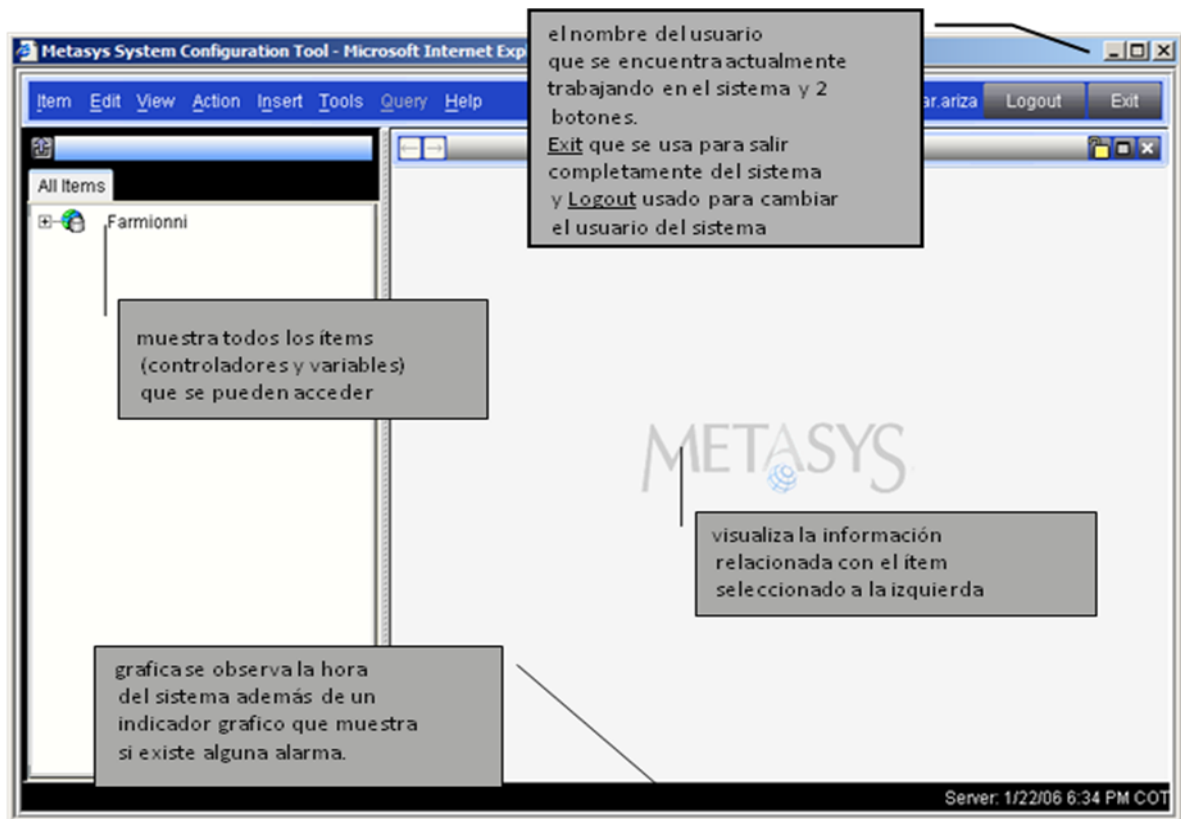 Metasys System Configuration Tool - Microsoft Internet Exp
Item Edit View Action Insert Tools Query Help
ar.ariza Logout Exit
el nombre del usuario
que se encuentra actualmente
trabajando en el sistema y 2
botones.
Exit que se usa para salir
completamente del sistema
y Logout usado para cambiar
el usuario del sistema
All Items
Farmionni
muestra todos los ítems
(controladores y variables)
que se pueden acceder
METASYS
visualiza la información
relacionada con el ítem
seleccionado a la izquierda
grafica se observa la hora
del sistema además de un
indicador grafico que muestra
si existe alguna alarma.
Server: 1/22/06 6:34 PM COT